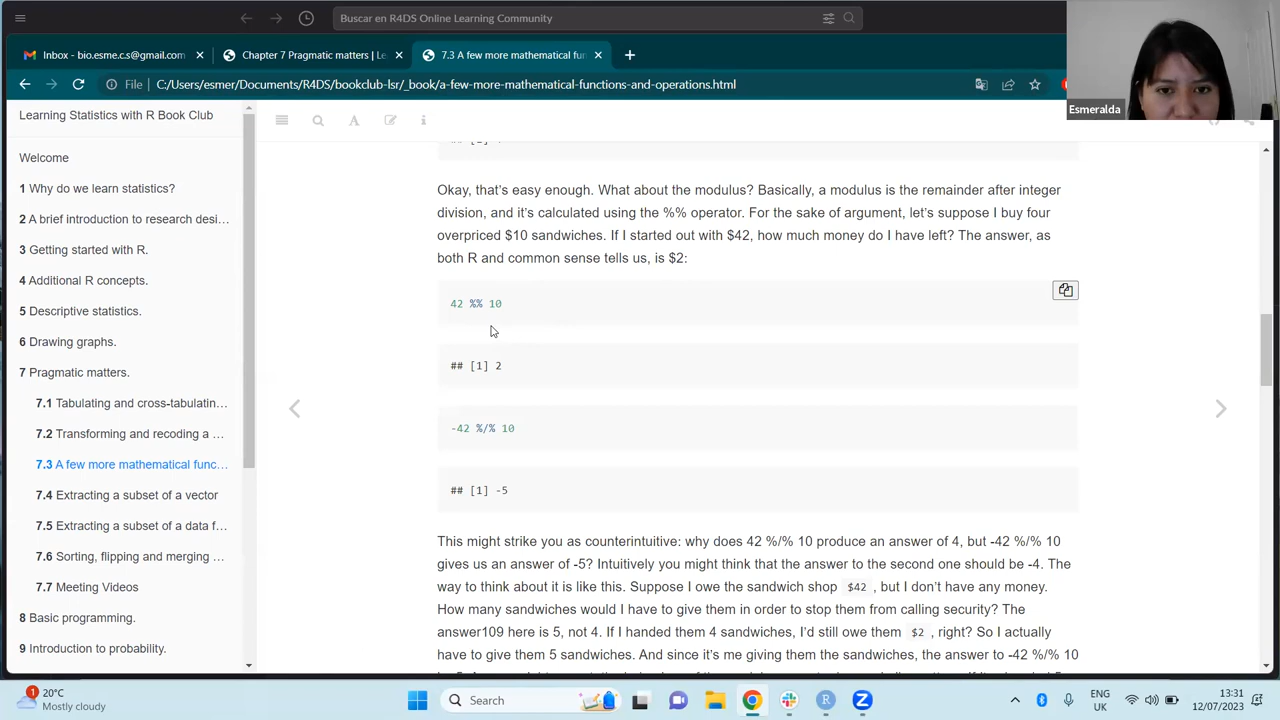 Buscar en R4DS Online Learning Community
Inbox - bio.esme.c.s@gmail.com
Chapter 7 Pragmatic matters | Le
7.3 A few more mathematical fun
File
C:/Users/esmer/Documents/R4DS/bookclub-lsr/_book/a-few-more-mathematical-functions-and-operations.html
Esmeralda
Learning Statistics with R Book Club
Welcome
1 Why do we learn statistics?
2 A brief introduction to research desi...
3 Getting started with R.
4 Additional R concepts.
5 Descriptive statistics.
6 Drawing graphs.
7 Pragmatic matters.
7.1 Tabulating and cross-tabulatin...
7.2 Transforming and recoding a ...
7.3 A few more mathematical func...
7.4 Extracting a subset of a vector
7.5 Extracting a subset of a data f...
7.6 Sorting, flipping and merging ...
7.7 Meeting Videos
8 Basic programming.
9 Introduction to probability.
Okay, that's easy enough. What about the modulus? Basically, a modulus is the remainder after integer
division, and it's calculated using the %% operator. For the sake of argument, let's suppose I buy four
overpriced $10 sandwiches. If I started out with $42, how much money do I have left? The answer, as
both R and common sense tells us, is $2:
42 %% 10
## [1] 2
-42 %/% 10
## [1] -5
This might strike you as counterintuitive: why does 42 %/% 10 produce an answer of 4, but -42 %/% 10
gives us an answer of -5? Intuitively you might think that the answer to the second one should be -4. The
way to think about it is like this. Suppose I owe the sandwich shop $42 , but I don't have any money.
How many sandwiches would I have to give them in order to stop them from calling security? The
answer109 here is 5, not 4. If I handed them 4 sandwiches, I'd still owe them $2 , right? So I actually
have to give them 5 sandwiches. And since it's me giving them the sandwiches, the answer to -42 %/% 10
1
20°C
Mostly cloudy
Search
ENG
UK
13:31
12/07/2023